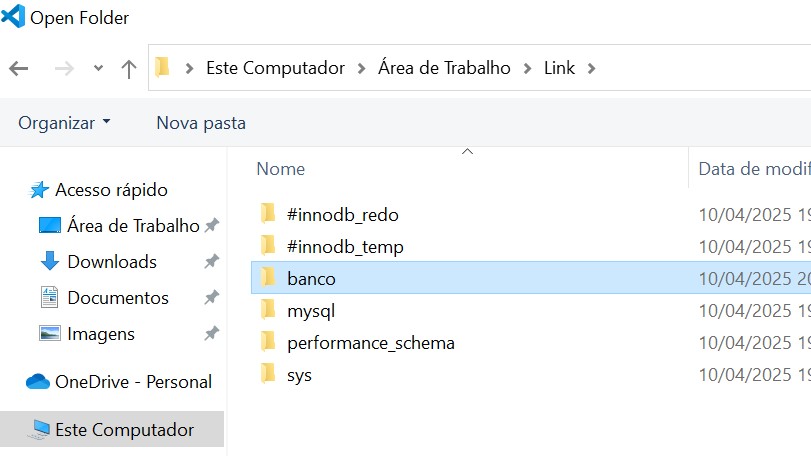 Open Folder
Este Computador Área de Trabalho Link
Organizar Nova pasta
Nome Data de modif
Acesso rápido
Área de Trabalho
Downloads
Documentos
Imagens
OneDrive - Personal
Este Computador
#innodb_redo 10/04/2025 19
#innodb_temp 10/04/2025 19
banco 10/04/2025 20
mysql 10/04/2025 19
performance_schema 10/04/2025 19
sys 10/04/2025 19